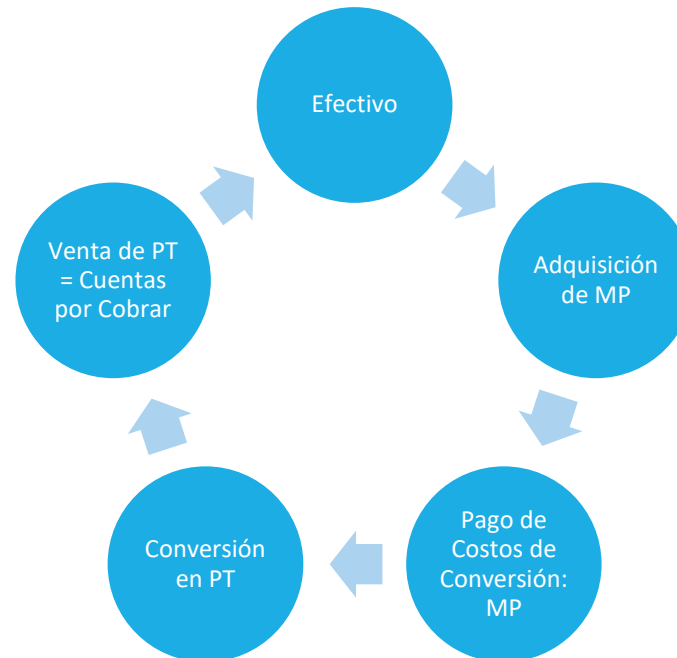 Efectivo
Adquisición
de MP
Pago de
Costos de
Conversión:
MP
Conversión
en PT
Venta de PT
= Cuentas
por Cobrar